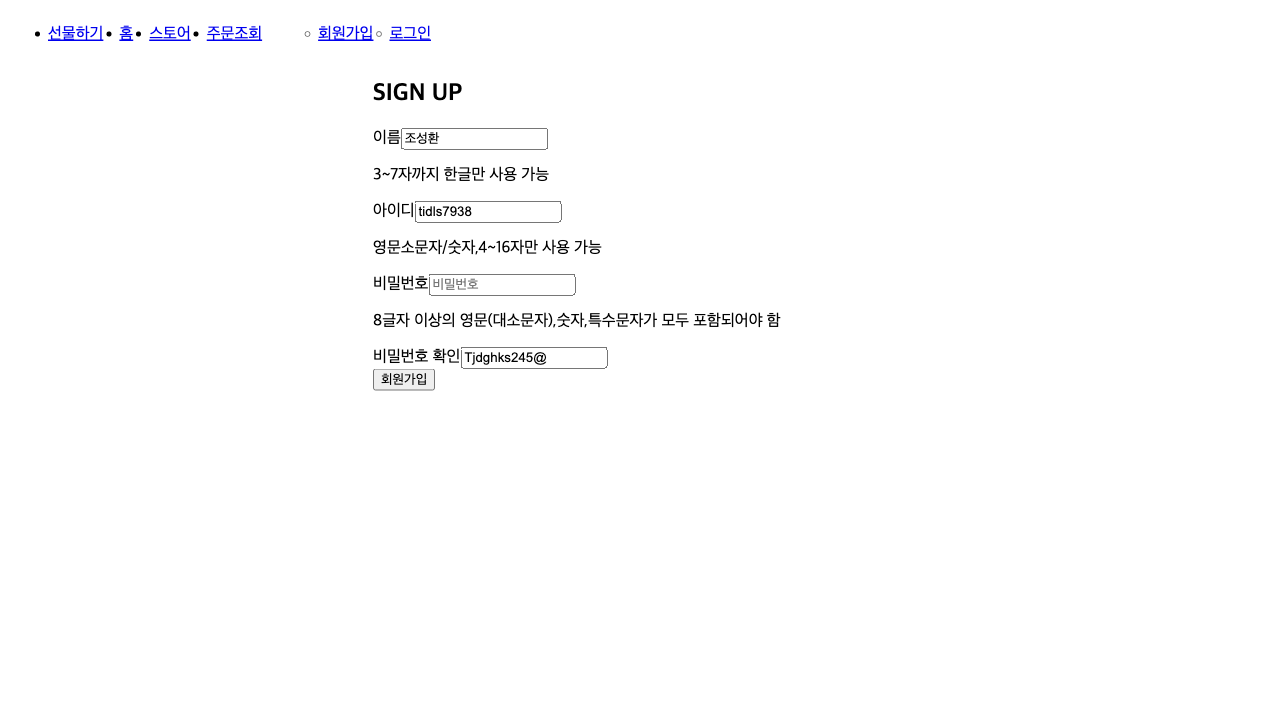 선물하기 홈 스토어 주문조회 회원가입 로그인
SIGN UP
이름 조성환
3~7자까지 한글만 사용 가능
아이디 tidls7938
영문소문자/숫자,4~16자만 사용 가능
비밀번호 비밀번호
8글자 이상의 영문(대소문자),숫자,특수문자가 모두 포함되어야 함
비밀번호 확인 Tjdghks245@
회원가입